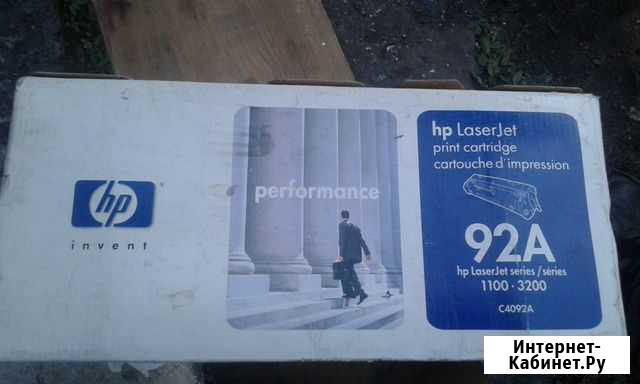 hp
invent
performance
hp LaserJet
print cartridge
cartouche d'impression
92A
hp LaserJet series/séries
1100 · 3200
C4092A
Интернет-
Кабинет.Ру